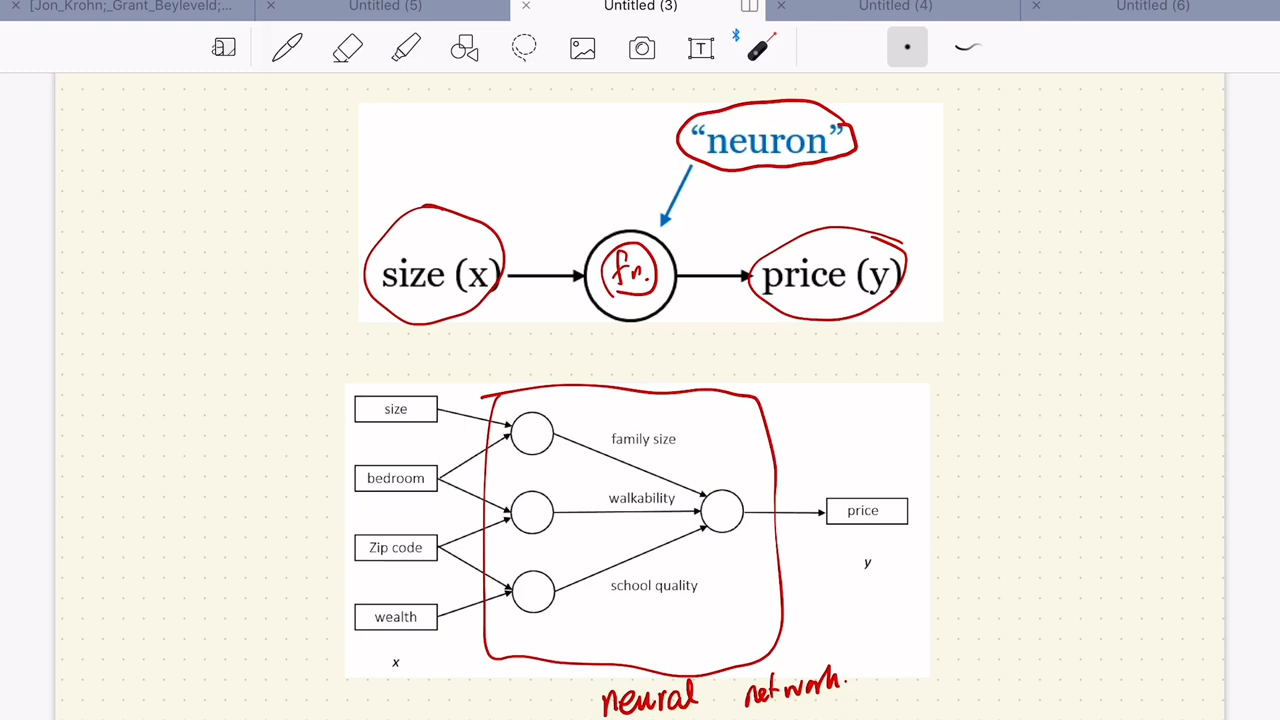 [Jon_Krohn;_Grant_Beyleveld;...
Untitled (5)
Untitled (3)
Untitled (4)
Untitled (6)
T
“neuron”
size (x)
fn.
price (y)
size
bedroom
Zip code
wealth
x
family size
walkability
school quality
price
y
neural network.